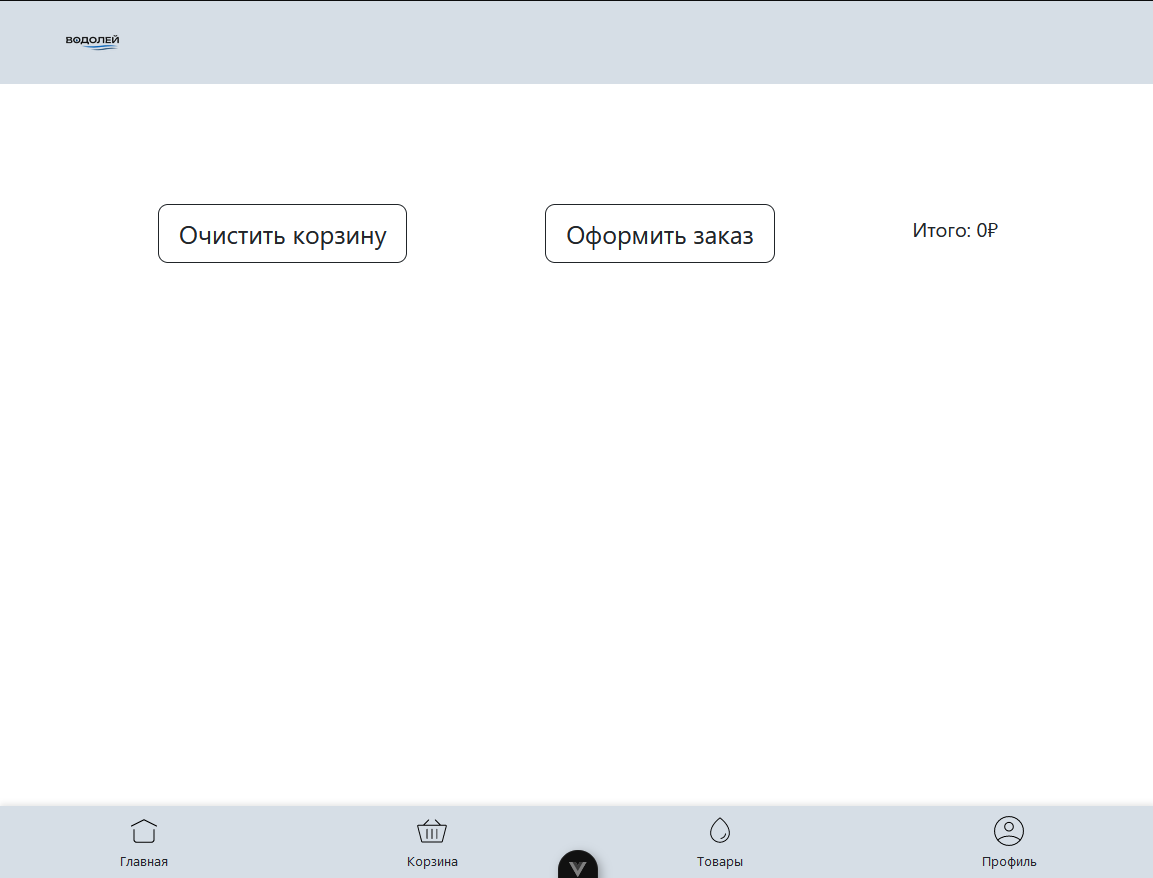 ВОДОЛЕЙ
Очистить корзину
Оформить заказ
Итого: 0₽
Главная
Корзина
Товары
Профиль